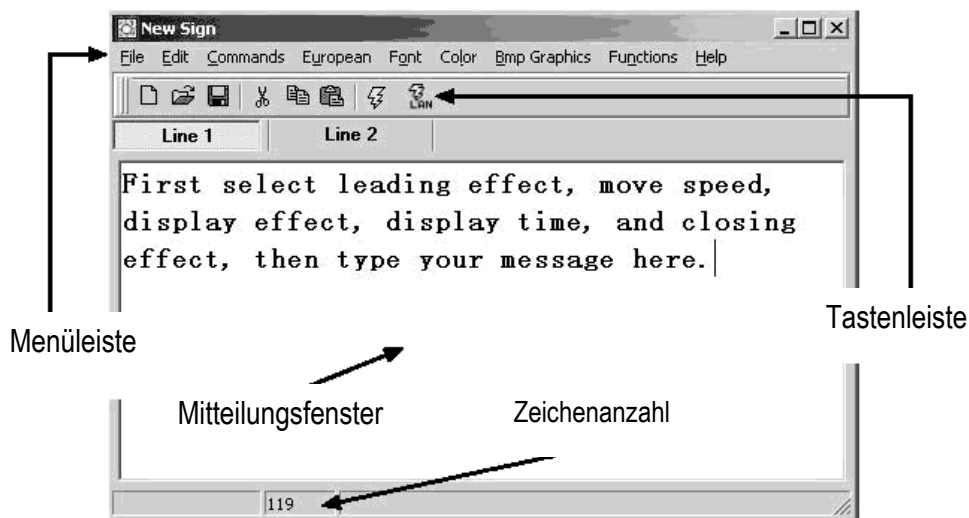 New Sign
File Edit Commands European Font Color Bmp Graphics Functions Help
LAN
Line 1 Line 2
First select leading effect, move speed,
display effect, display time, and closing
effect, then type your message here.
Tastenleiste
Menüleiste
Mitteilungsfenster Zeichenanzahl
119